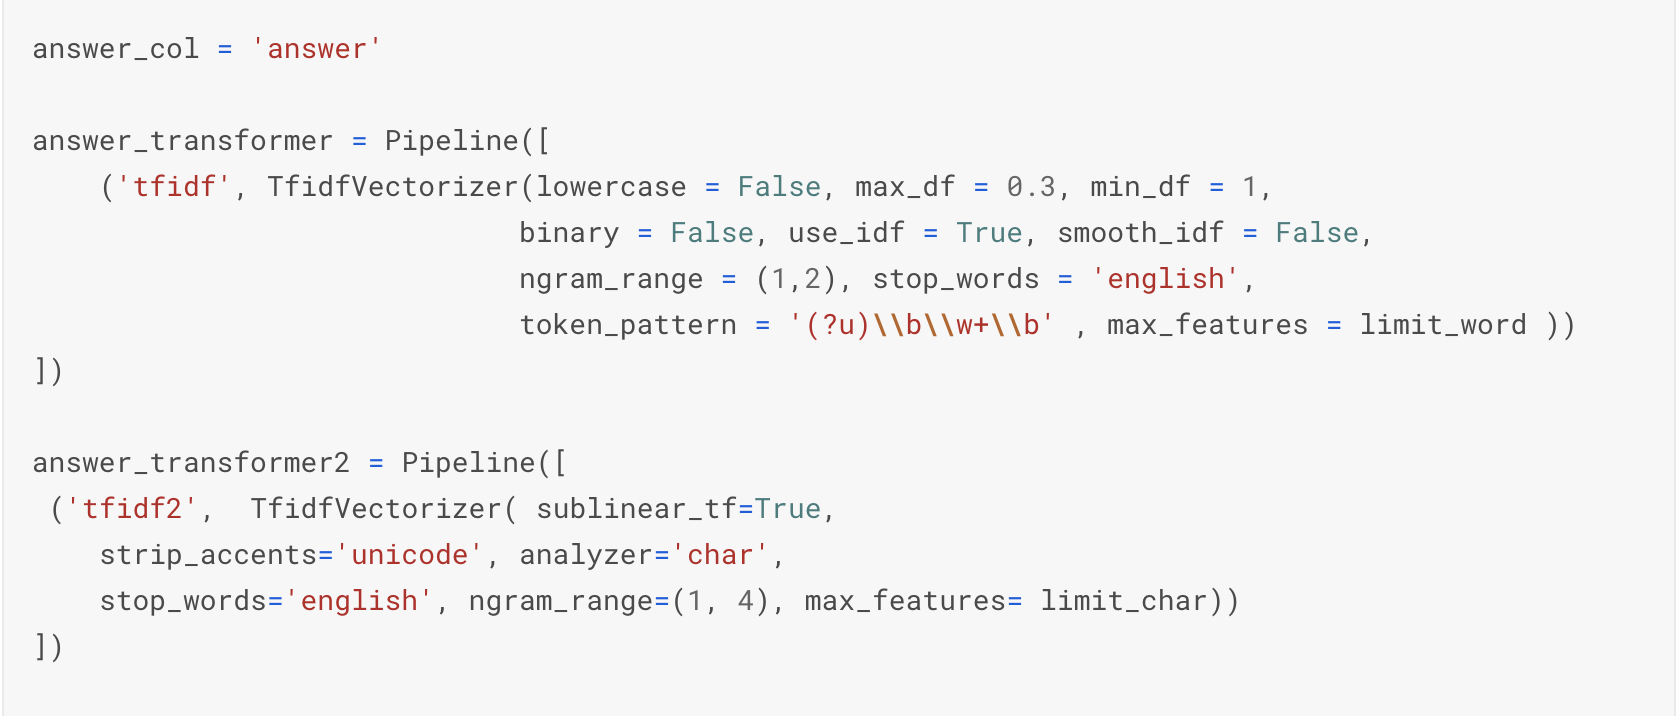 answer_col = 'answer'
answer_transformer = Pipeline([
    ('tfidf', TfidfVectorizer(lowercase = False, max_df = 0.3, min_df = 1,
                             binary = False, use_idf = True, smooth_idf = False,
                             ngram_range = (1,2), stop_words = 'english',
                             token_pattern = '(?u)\\b\\w+\\b' , max_features = limit_word ))
])
answer_transformer2 = Pipeline([
 ('tfidf2',  TfidfVectorizer( sublinear_tf=True,
    strip_accents='unicode', analyzer='char',
    stop_words='english', ngram_range=(1, 4), max_features= limit_char))
])